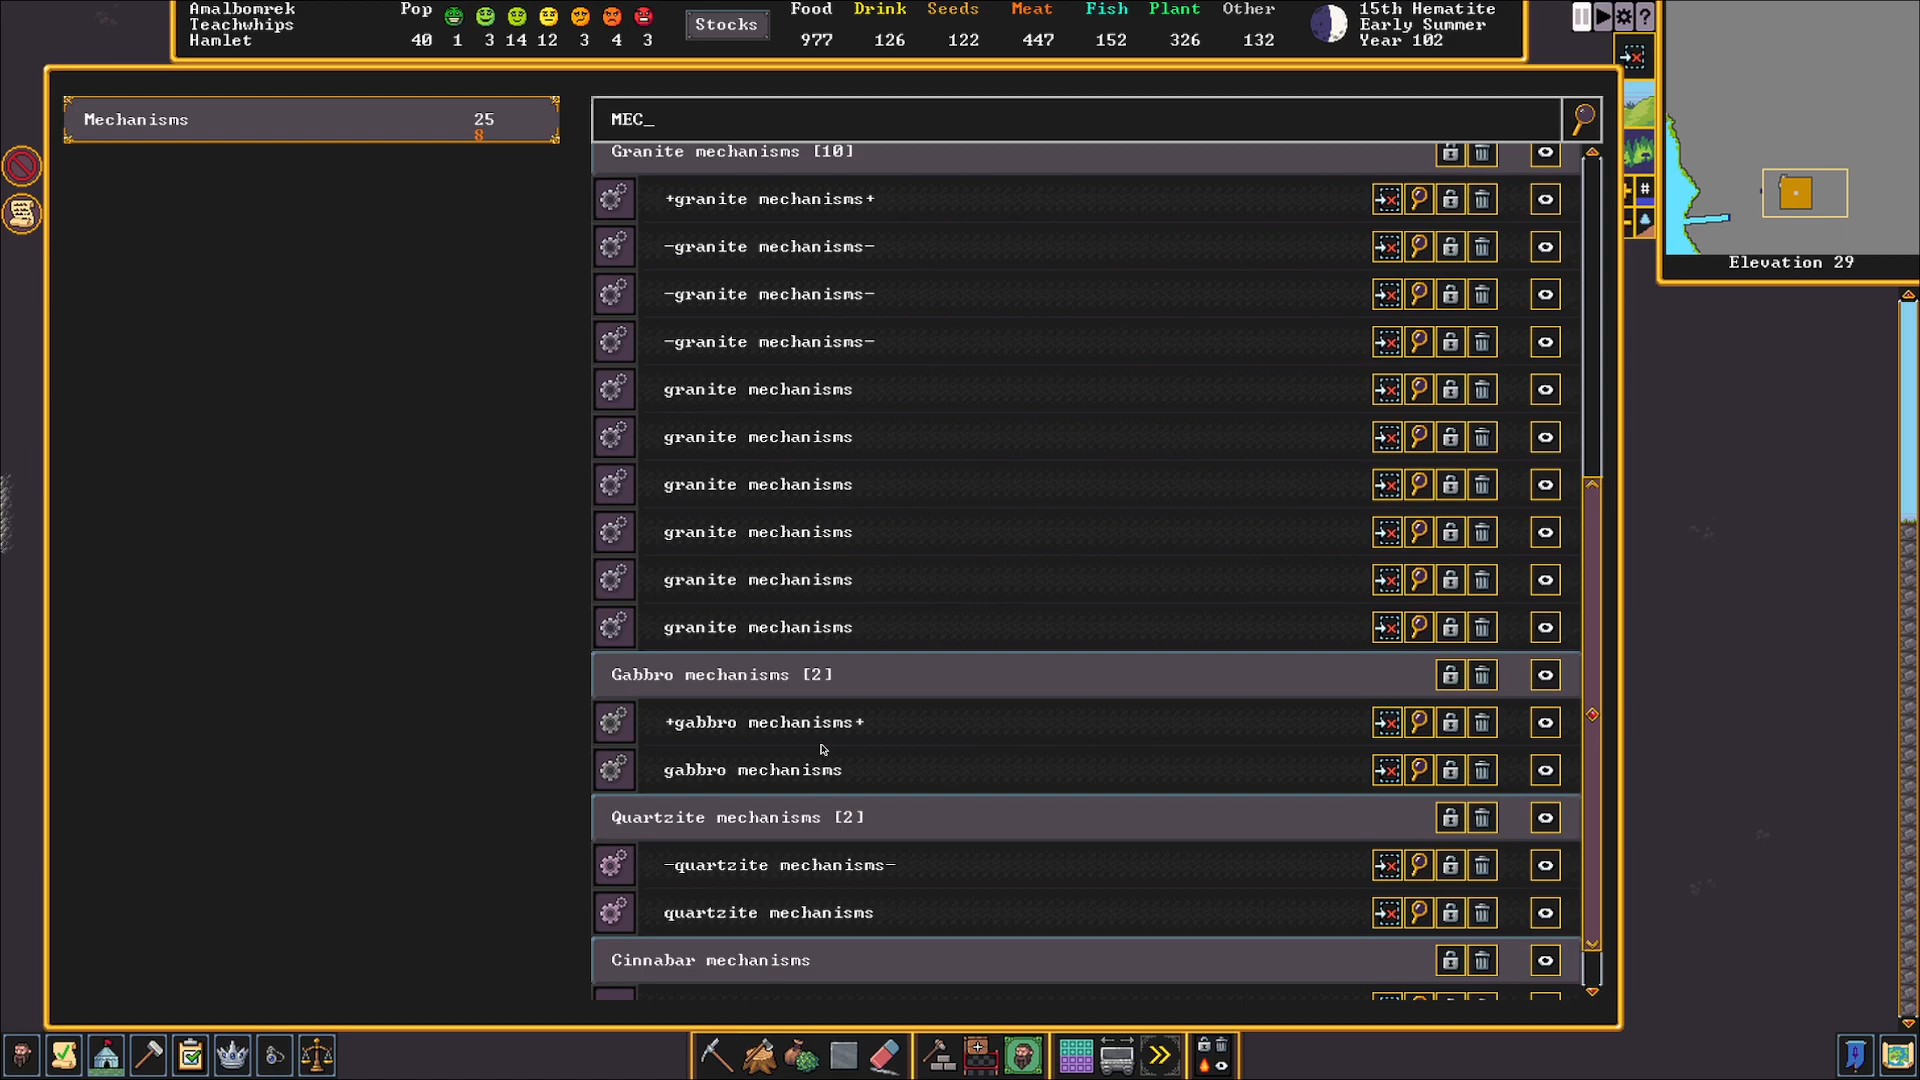 Amalbomrek
Teachwhips
Hamlet
Pop
40 1 3 14 12 3 4 3
Stocks
Food Drink Seeds Meat Fish Plant Other
977 126 122 447 152 326 132
15th Hematite
Early Summer
Year 102
Elevation 29
Mechanisms 25
8
MEC_
Granite mechanisms [10]
+granite mechanisms+
-granite mechanisms-
-granite mechanisms-
-granite mechanisms-
granite mechanisms
granite mechanisms
granite mechanisms
granite mechanisms
granite mechanisms
granite mechanisms
Gabbro mechanisms [2]
+gabbro mechanisms+
gabbro mechanisms
Quartzite mechanisms [2]
-quartzite mechanisms-
quartzite mechanisms
Cinnabar mechanisms